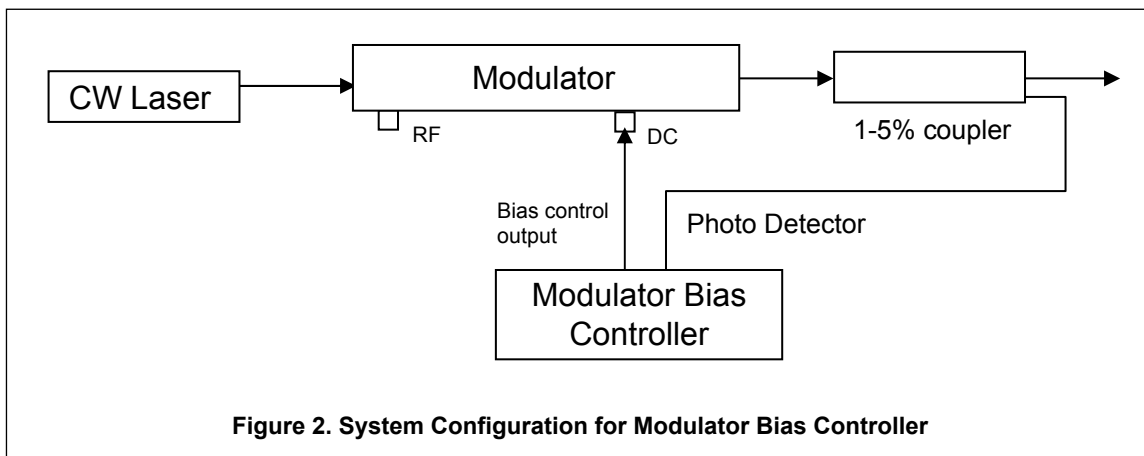 CW Laser
Modulator
RF
DC
1-5% coupler
Bias control
output
Photo Detector
Modulator Bias
Controller
Figure 2. System Configuration for Modulator Bias Controller